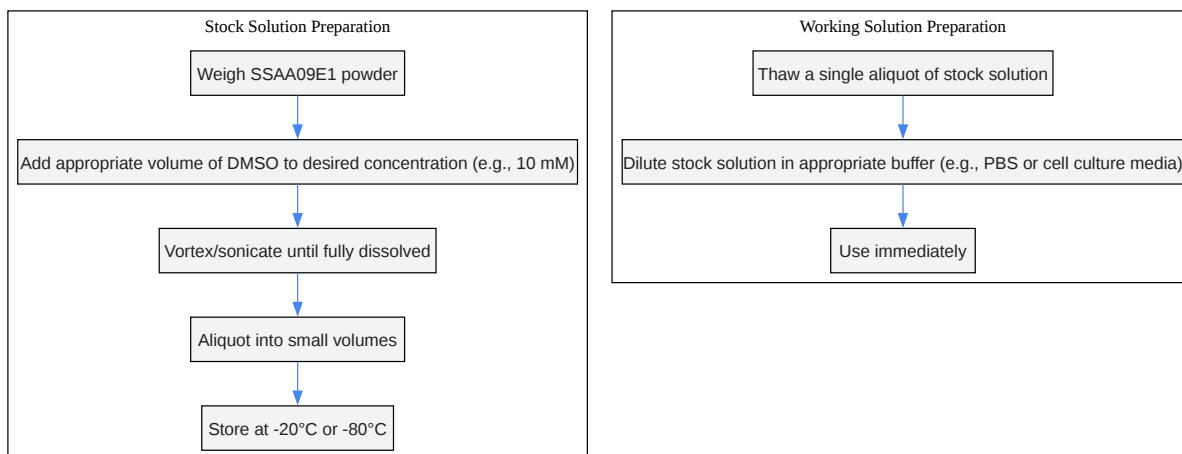 Stock Solution Preparation
Weigh SSAA09E1 powder
Add appropriate volume of DMSO to desired concentration (e.g., 10 mM)
Vortex/sonicate until fully dissolved
Aliquot into small volumes
Store at -20°C or -80°C
Working Solution Preparation
Thaw a single aliquot of stock solution
Dilute stock solution in appropriate buffer (e.g., PBS or cell culture media)
Use immediately